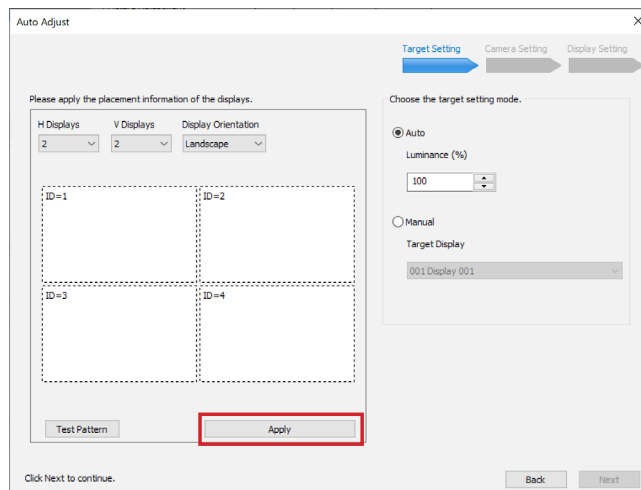 Auto Adjust
Target Setting
Camera Setting
Display Setting
Please apply the placement information of the displays.
H Displays
V Displays
Display Orientation
2
2
Landscape
ID=1
ID=2
ID=3
ID=4
Test Pattern
Apply
Choose the target setting mode.
Auto
Luminance (%)
100
Manual
Target Display
001 Display 001
Click Next to continue.
Back
Next